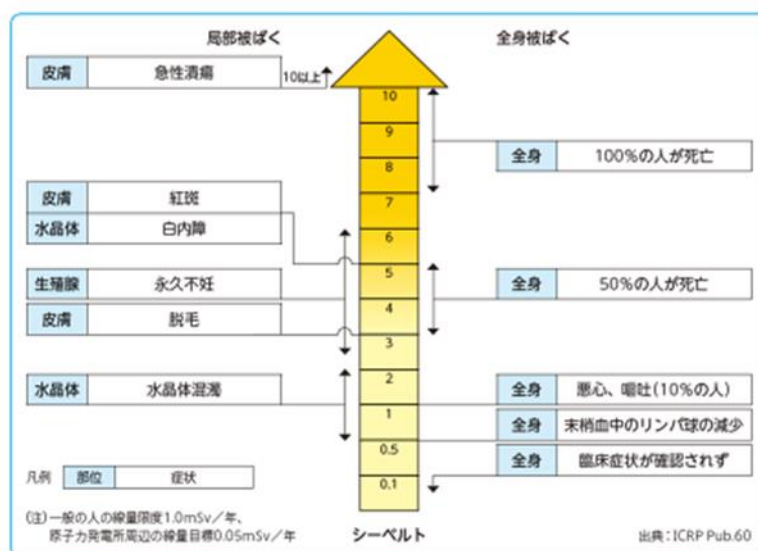 局部被ばく
全身被ばく
皮膚 急性潰瘍 10以上
10
9
全身 100%の人が死亡
8
7
皮膚 紅斑
水晶体 白内障
6
5
生殖腺 永久不妊
全身 50%の人が死亡
4
皮膚 脱毛
3
2
水晶体 水晶体混濁
全身 悪心、嘔吐(10%の人)
1
全身 末梢血中のリンパ球の減少
0.5
全身 臨床症状が確認されず
0.1
凡例 部位 症状
(注)一般の人の線量限度1.0mSv/年、
原子力発電所周辺の線量目標0.05mSv/年
シーベルト
出典:ICRP Pub.60